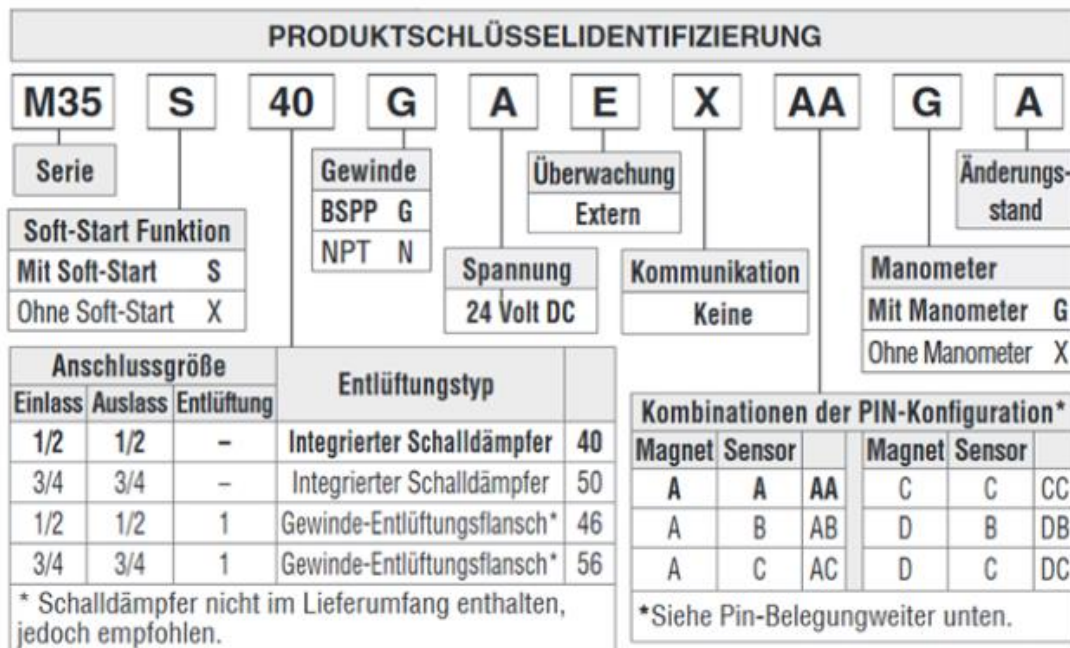 PRODUKTSCHLÜSSELIDENTIFIZIERUNG
M35 S 40 G A E X AA G A
Serie
Soft-Start Funktion
Mit Soft-Start S
Ohne Soft-Start X
Gewinde
BSPP G
NPT N
Spannung
24 Volt DC
Überwachung
Extern
Kommunikation
Keine
Manometer
Mit Manometer G
Ohne Manometer X
Änderungs-
stand
Anschlussgröße Entlüftungstyp
Einlass Auslass Entlüftung
1/2 1/2 – Integrierter Schalldämpfer 40
3/4 3/4 – Integrierter Schalldämpfer 50
1/2 1/2 1 Gewinde-Entlüftungsflansch* 46
3/4 3/4 1 Gewinde-Entlüftungsflansch* 56
* Schalldämpfer nicht im Lieferumfang enthalten,
jedoch empfohlen.
Kombinationen der PIN-Konfiguration*
Magnet Sensor Magnet Sensor
A A AA C C CC
A B AB D B DB
A C AC D C DC
*Siehe Pin-Belegungweiter unten.